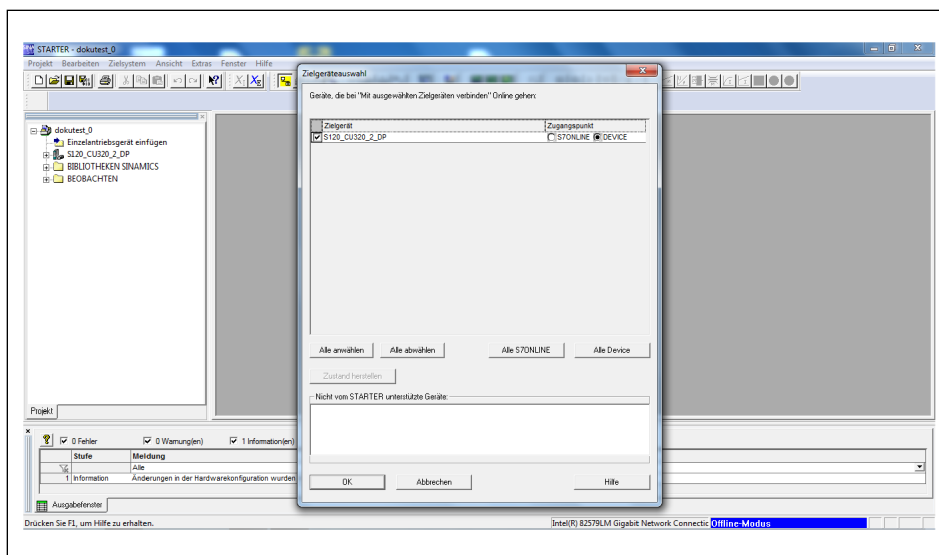 STARTER - dokutest_0
Projekt Bearbeiten Zielsystem Ansicht Extras Fenster Hilfe
Zielgeräteauswahl
Geräte, die bei "Mit ausgewählten Zielgeräten verbinden" Online gehen:
Zielgerät Zugangspunkt
S120_CU320_2_DP S7ONLINE DEVICE
dokutest_0
Einzelantriebsgerät einfügen
S120_CU320_2_DP
BIBLIOTHEKEN SINAMICS
BEOBACHTEN
Alle anwählen Alle abwählen Alle S7ONLINE Alle Device
Zustand herstellen
Nicht vom STARTER unterstützte Geräte:
Projekt
0 Fehler 0 Warnung(en) 1 Information(en)
Stufe Meldung
Alle
1 Information Änderungen in der Hardwarekonfiguration wurden
OK Abbrechen Hilfe
Ausgabefenster
Drücken Sie F1, um Hilfe zu erhalten. Intel(R) 82579LM Gigabit Network Connectic Offline-Modus